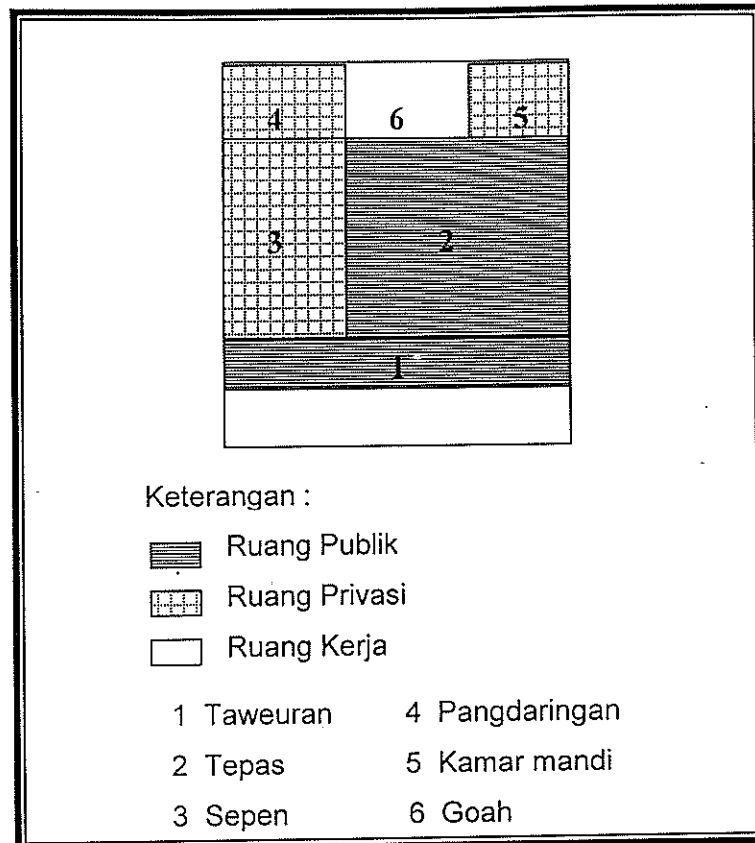 4 6 5
3 2
1
Keterangan :
Ruang Publik
Ruang Privasi
Ruang Kerja
1 Taweuran 4 Pangdaringan
2 Tepas 5 Kamar mandi
3 Sepen 6 Goah